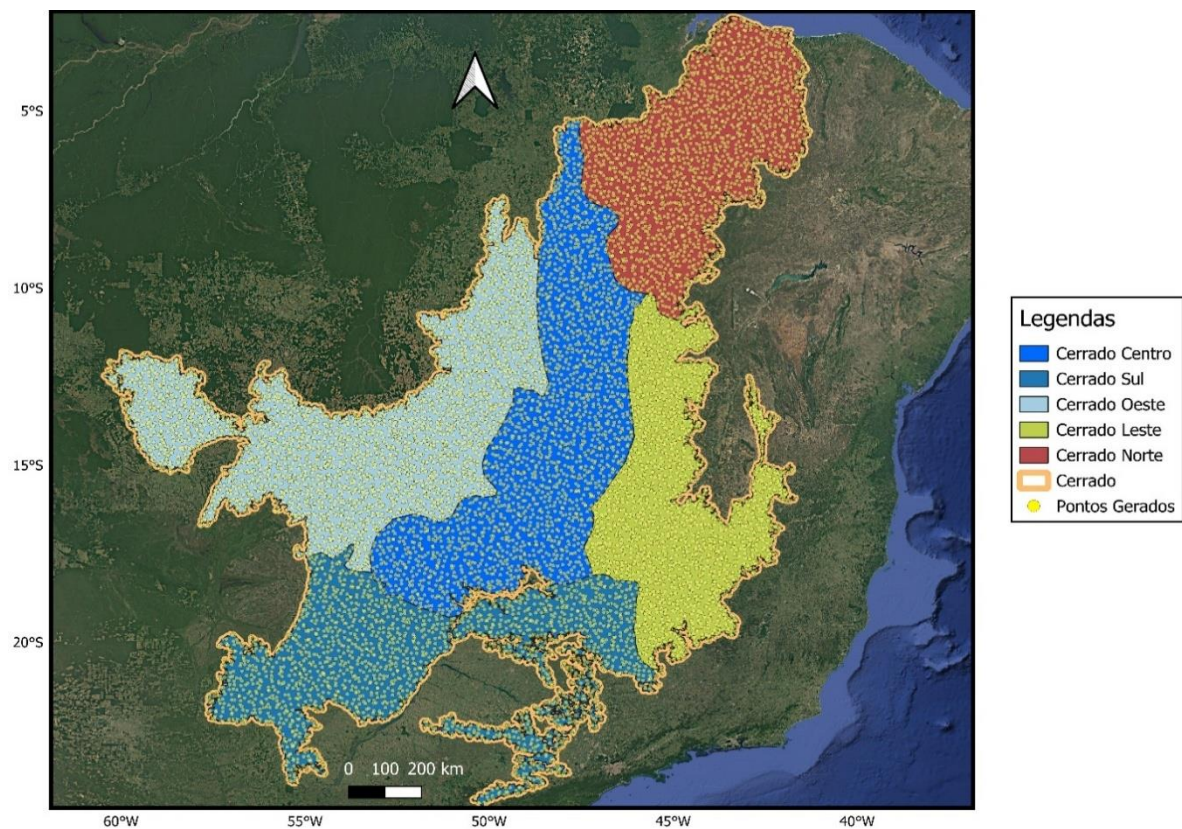 5°S
10°S
15°S
20°S
0 100 200 km
60°W
55°W
50°W
45°W
40°W
Legendas
Cerrado Centro
Cerrado Sul
Cerrado Oeste
Cerrado Leste
Cerrado Norte
Cerrado
Pontos Gerados